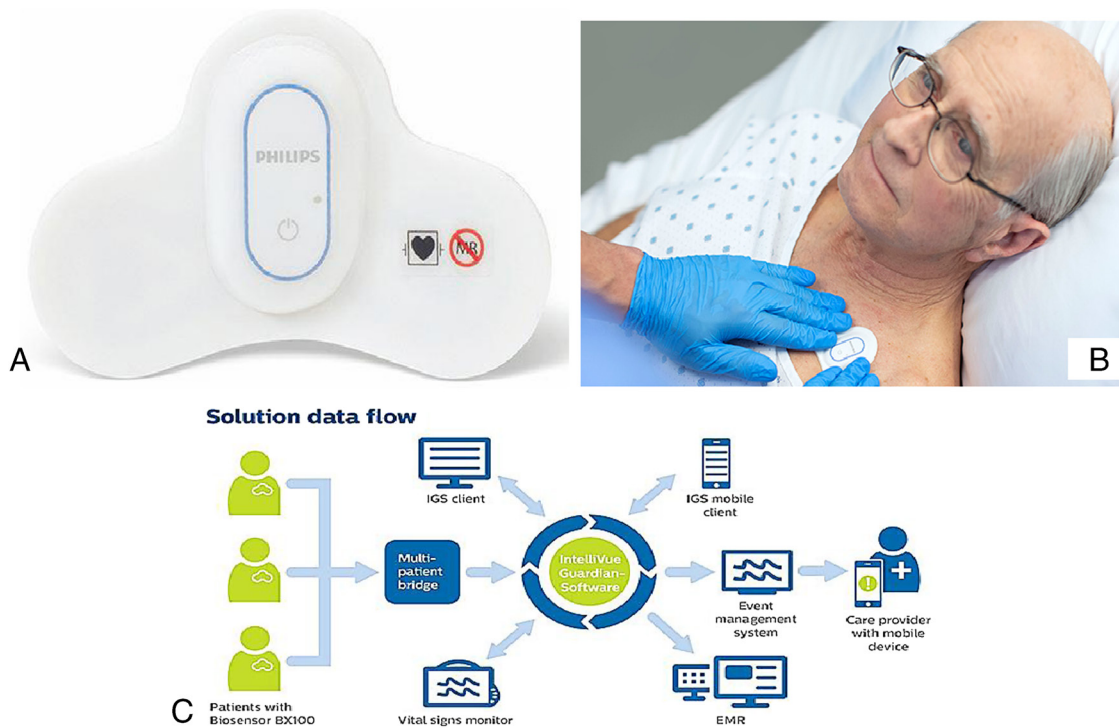 PHILIPS
MR
A
PHILIPS
B
Solution data flow
IGS client
IGS mobile
client
Multi-
patient
bridge
IntelliVue
Guardian-
Software
Event
management
system
Care provider
with mobile
device
Patients with
Biosensor BX100
Vital signs monitor
EMR
C